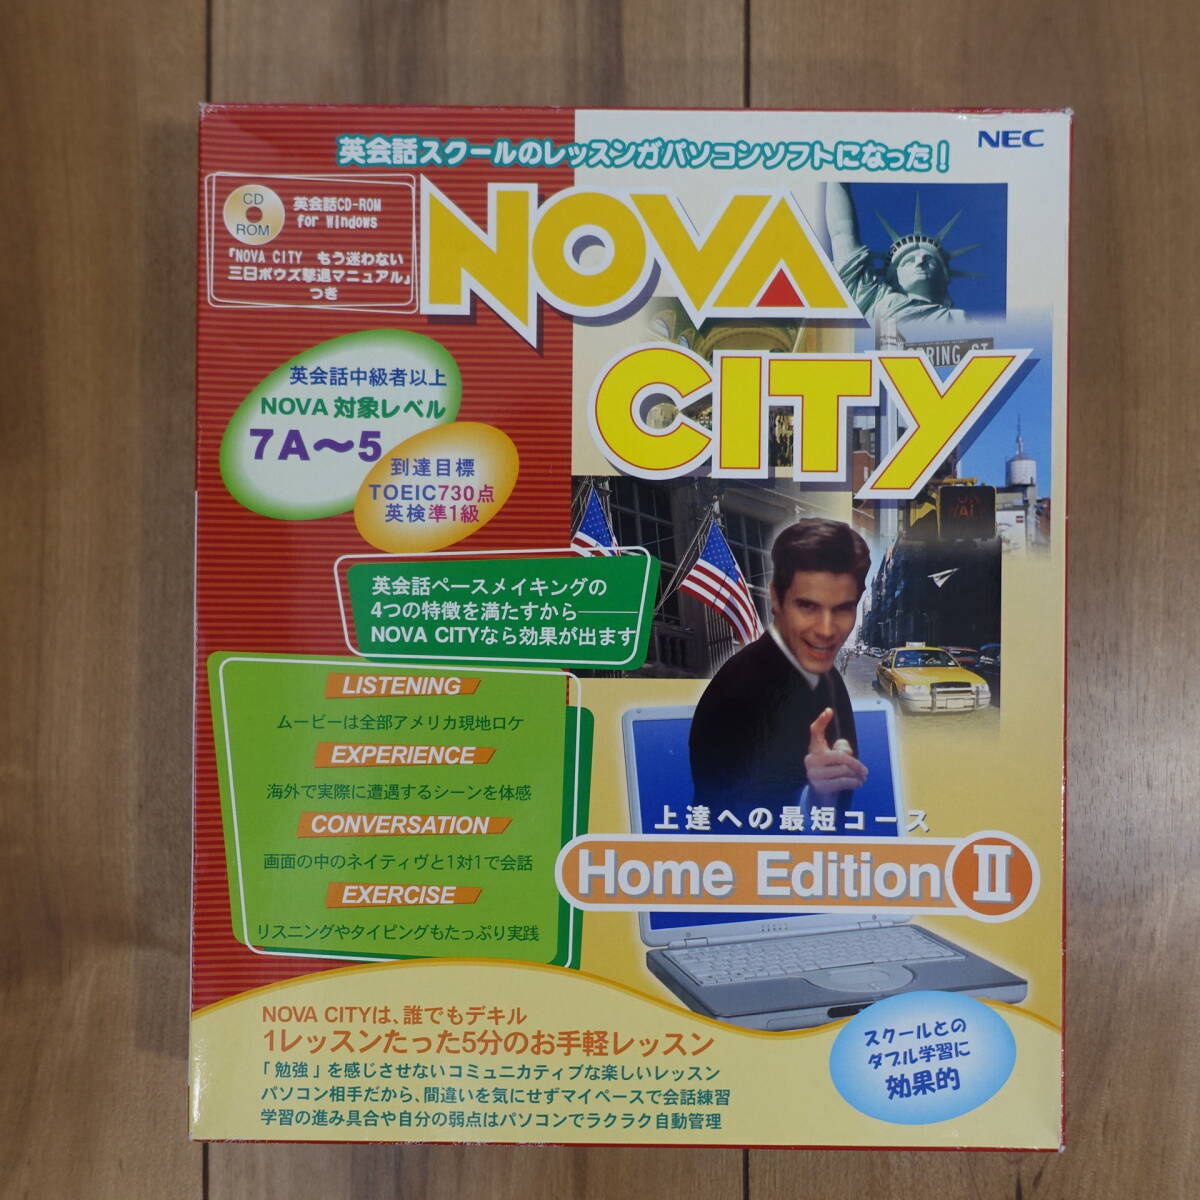 英会話スクールのレッスンがパソコンソフトになった!
NEC
CD
ROM
英会話CD-ROM
for Windows
『NOVA CITY もう迷わない
三日ボウズ撃退マニュアル』
つき
NOVA
CITY
SPRING ST
英会話中級者以上
NOVA 対象レベル
7A〜5
到達目標
TOEIC730点
英検準1級
英会話ペースメイキングの
4つの特徴を満たすから――
NOVA CITYなら効果が出ます
LISTENING
ムービーは全部アメリカ現地ロケ
EXPERIENCE
海外で実際に遭遇するシーンを体感
CONVERSATION
画面の中のネイティヴと1対1で会話
EXERCISE
リスニングやタイピングもたっぷり実践
上達への最短コース
Home Edition II
NOVA CITYは、誰でもデキル
1レッスンたった5分のお手軽レッスン
「勉強」を感じさせないコミュニカティブな楽しいレッスン
パソコン相手だから、間違いを気にせずマイペースで会話練習
学習の進み具合や自分の弱点はパソコンでラクラク自動管理
スクールとの
ダブル学習に
効果的